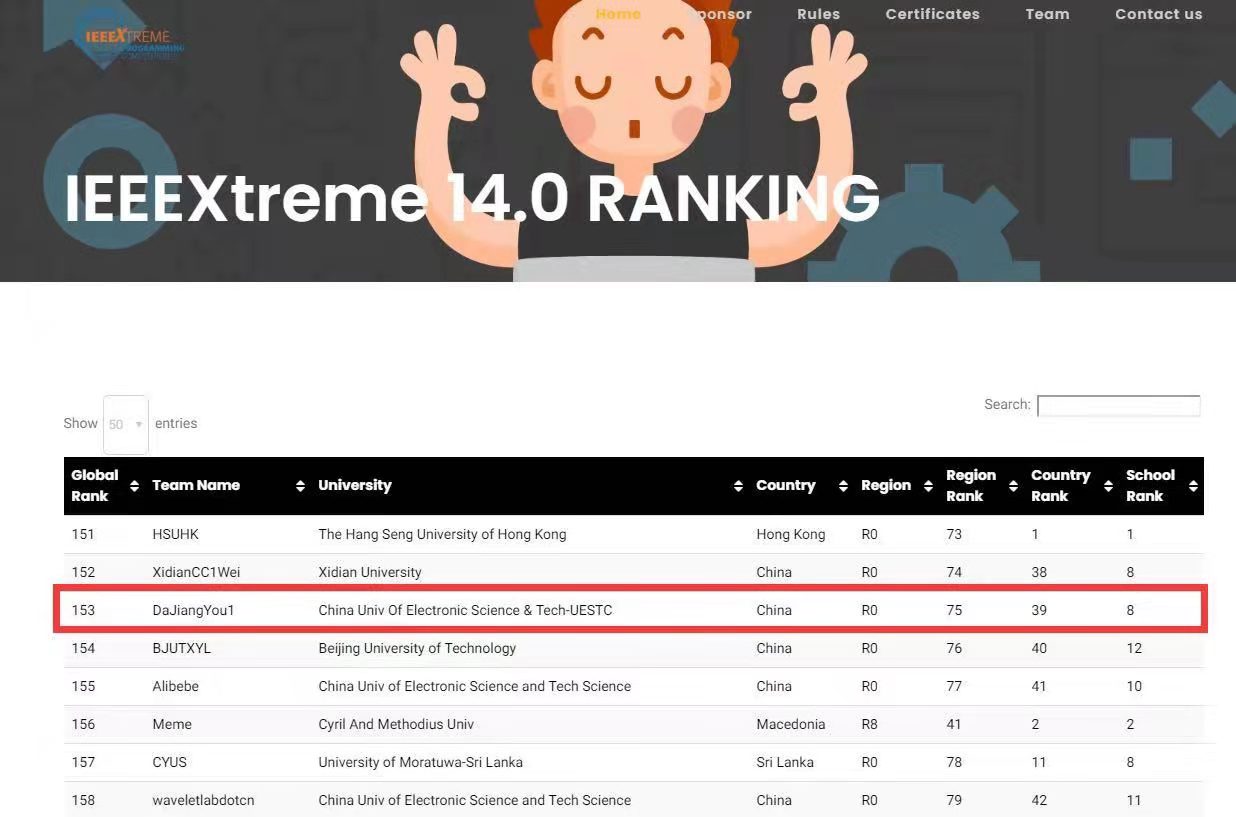 Home Sponsor Rules Certificates Team Contact us
IEEEXTREME
PROGRAMMING
IEEEXtreme 14.0 RANKING
Show 50 entries
Search:
Global Rank Team Name University Country Region Region Rank Country Rank School Rank
151 HSUHK The Hang Seng University of Hong Kong Hong Kong R0 73 1 1
152 XidianCC1Wei Xidian University China R0 74 38 8
153 DaJiangYou1 China Univ Of Electronic Science & Tech-UESTC China R0 75 39 8
154 BJUTXYL Beijing University of Technology China R0 76 40 12
155 Alibebe China Univ of Electronic Science and Tech Science China R0 77 41 10
156 Meme Cyril And Methodius Univ Macedonia R8 41 2 2
157 CYUS University of Moratuwa-Sri Lanka Sri Lanka R0 78 11 8
158 waveletlabdotcn China Univ of Electronic Science and Tech Science China R0 79 42 11